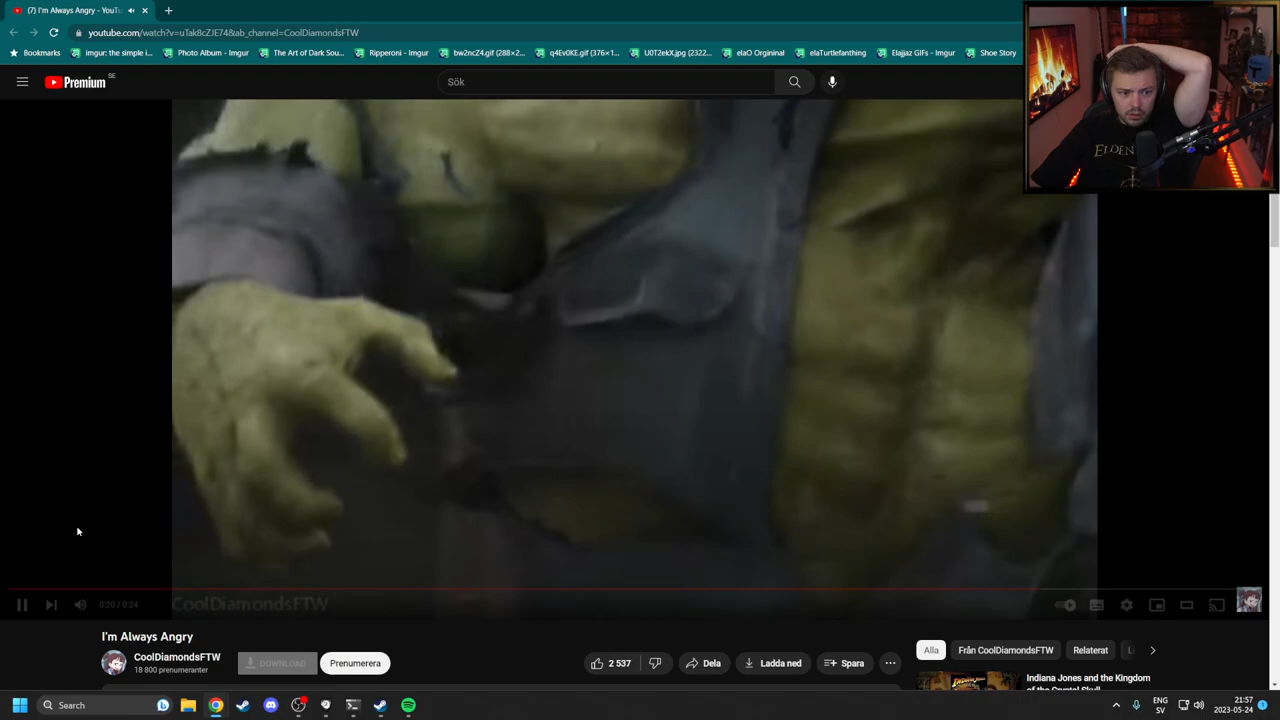 (7) I'm Always Angry - YouTu
youtube.com/watch?v=uTak8cZJE74&ab_channel=CoolDiamondsFTW
Bookmarks
imgur: the simple i...
Photo Album - Imgur
The Art of Dark Sou...
Ripperoni - Imgur
bw2ncZ4.gif (288×2...
q4Ev0KE.gif (376×1...
U0T2ekX.jpg (2322...
elaO Orgininal
elaTurtlefanthing
Elajjaz GIFs - Imgur
Shoe Story
Premium SE
Sök
ELDEN
0:20 / 0:24
CoolDiamondsFTW
I'm Always Angry
CoolDiamondsFTW
18 800 prenumeranter
DOWNLOAD
Prenumerera
2 537
Dela
Ladda ned
Spara
Alla
Från CoolDiamondsFTW
Relaterat
Indiana Jones and the Kingdom
of the Crystal Skull
Search
ENG
SV
21:57
2023-05-24
1